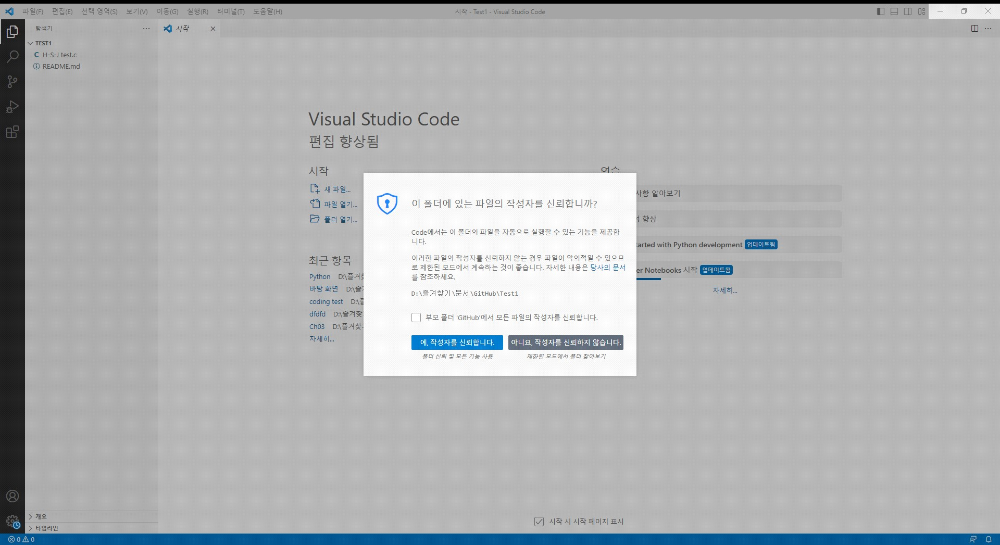 파일(F) 편집(E) 선택 영역(S) 보기(V) 이동(G) 실행(R) 터미널(T) 도움말(H)
시작 - Test1 - Visual Studio Code
탐색기
시작
TEST1
C H-S-J test.c
README.md
Visual Studio Code
편집 향상됨
시작
새 파일...
파일 열기...
폴더 열기...
최근 항목
Python D:\즐겨찾
바탕 화면 D:\즐
coding test D:\
dfdfd D:\즐겨찾
Ch03 D:\즐겨찾
자세히...
연습
사항 알아보기
향상
tarted with Python development 업데이트됨
er Notebooks 시작 업데이트됨
자세히...
이 폴더에 있는 파일의 작성자를 신뢰합니까?
Code에서는 이 폴더의 파일을 자동으로 실행할 수 있는 기능을 제공합
니다.
이러한 파일의 작성자를 신뢰하지 않는 경우 파일이 악의적일 수 있으므
로 제한된 모드에서 계속하는 것이 좋습니다. 자세한 내용은 당사의 문서
를 참조하세요.
D:\즐겨찾기\문서\GitHub\Test1
부모 폴더 'GitHub'에서 모든 파일의 작성자를 신뢰합니다.
예, 작성자를 신뢰합니다.
아니요, 작성자를 신뢰하지 않습니다.
폴더 신뢰 및 모든 기능 사용
제한된 모드에서 폴더 찾아보기
시작 시 시작 페이지 표시
개요
타임라인
0 0